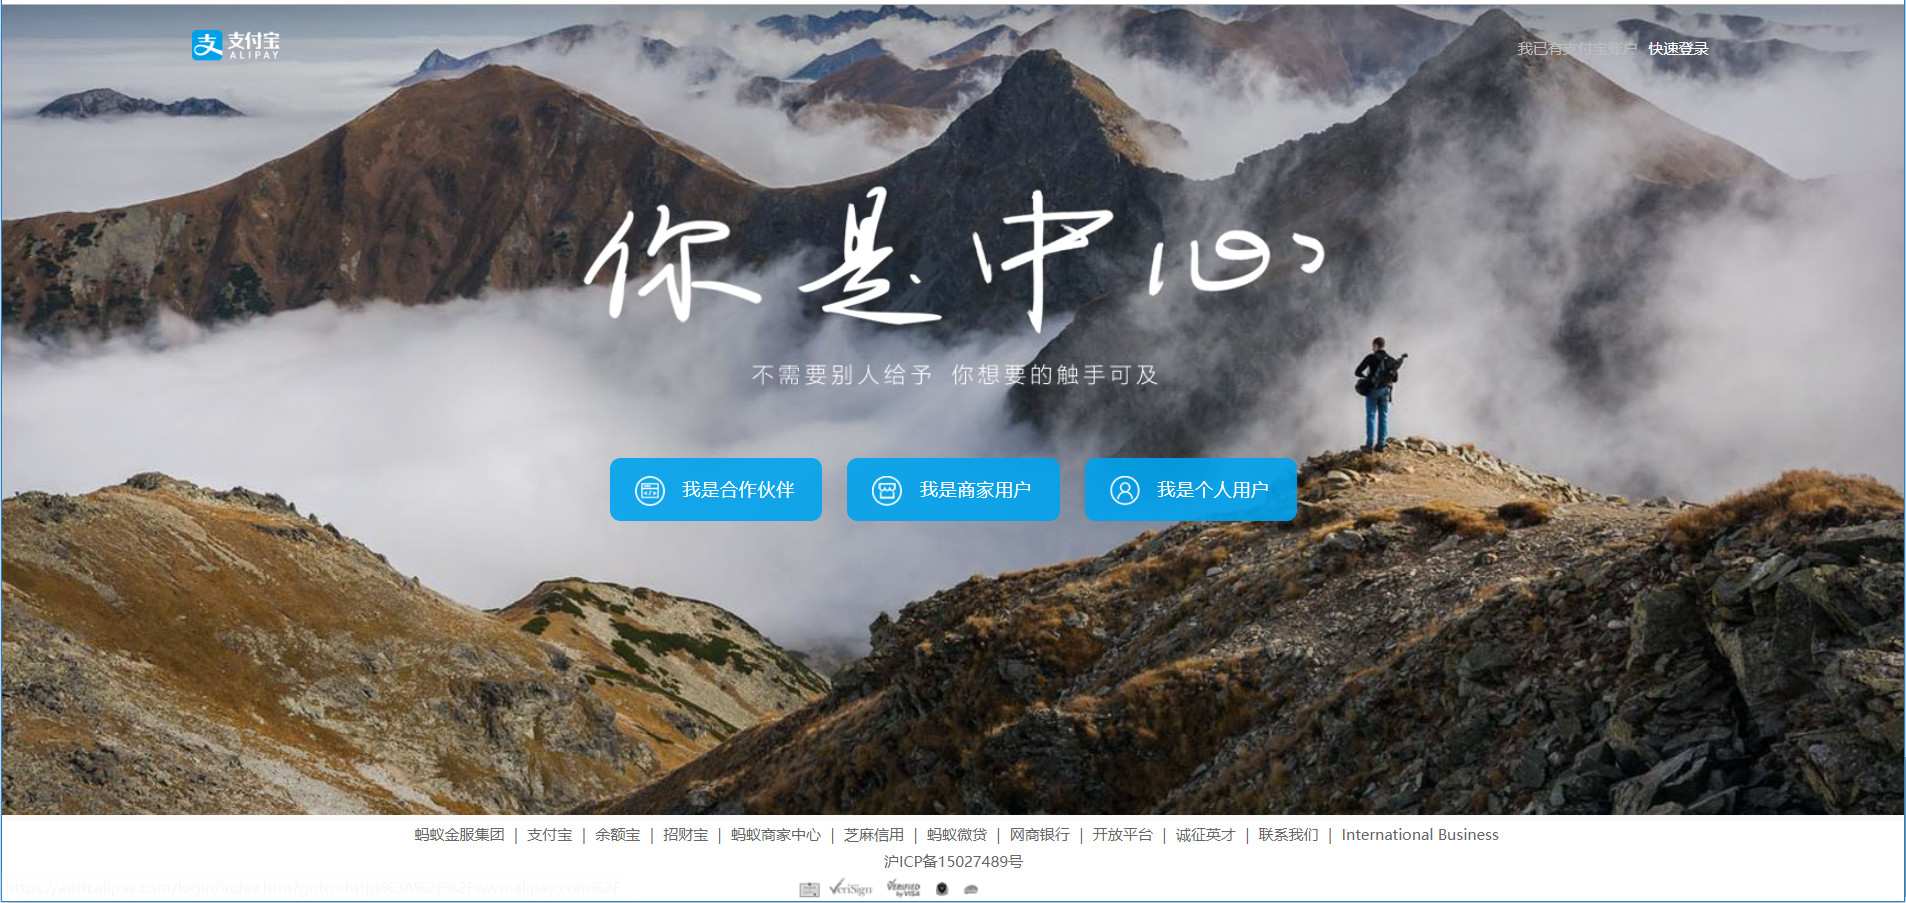 支付宝
ALIPAY
我已有支付宝账户 快速登录
你是中心
不需要别人给予 你想要的触手可及
我是合作伙伴
我是商家用户
我是个人用户
蚂蚁金服集团 | 支付宝 | 余额宝 | 招财宝 | 蚂蚁商家中心 | 芝麻信用 | 蚂蚁微贷 | 网商银行 | 开放平台 | 诚征英才 | 联系我们 | International Business
沪ICP备15027489号
https://auth.alipay.com/login/index.htm?goto=https%3A%2F%2Fwww.alipay.com%2F
VeriSign
VERIFIED
by VISA